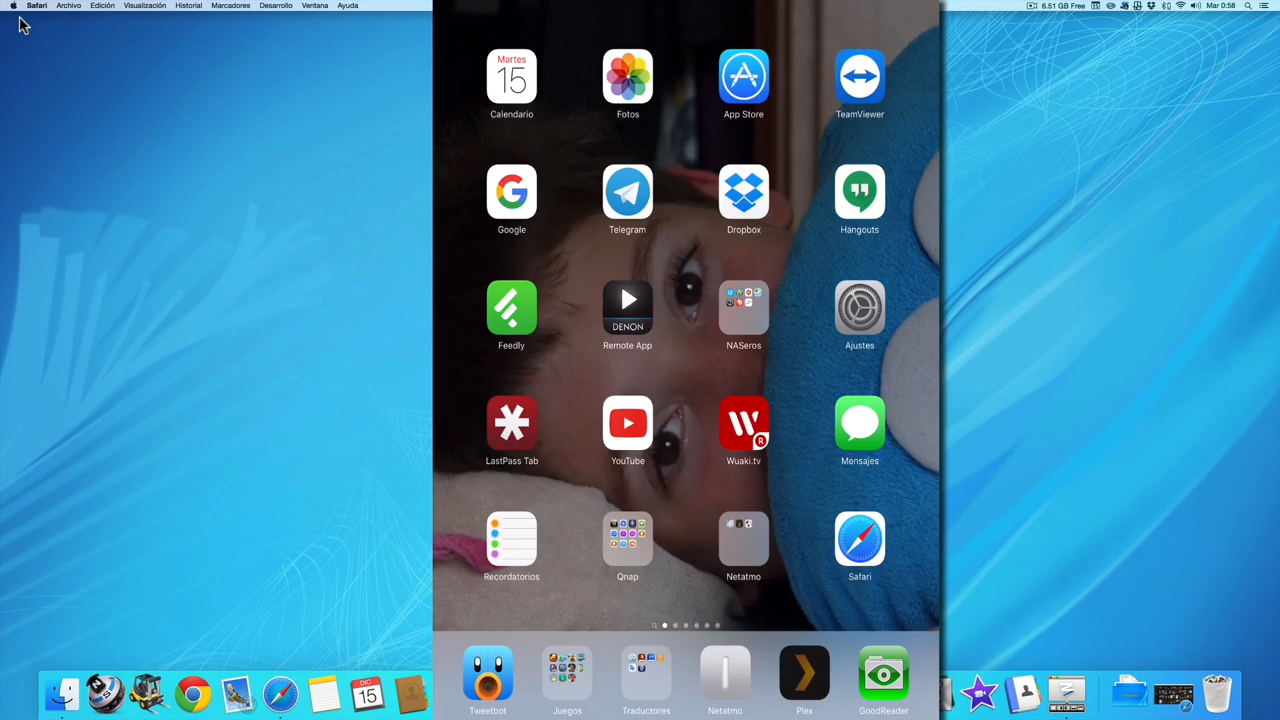 Safari Archivo Edición Visualización Historial Marcadores Desarrollo Ventana Ayuda
6.51 GB Free Mar 0:58
Martes
15
Calendario Fotos App Store TeamViewer
Google Telegram Dropbox Hangouts
DENON
Feedly Remote App NASeros Ajustes
LastPass Tab YouTube Wuaki.tv Mensajes
Recordatorios Qnap Netatmo Safari
DIC
15
Tweetbot Juegos Traductores Netatmo Plex GoodReader